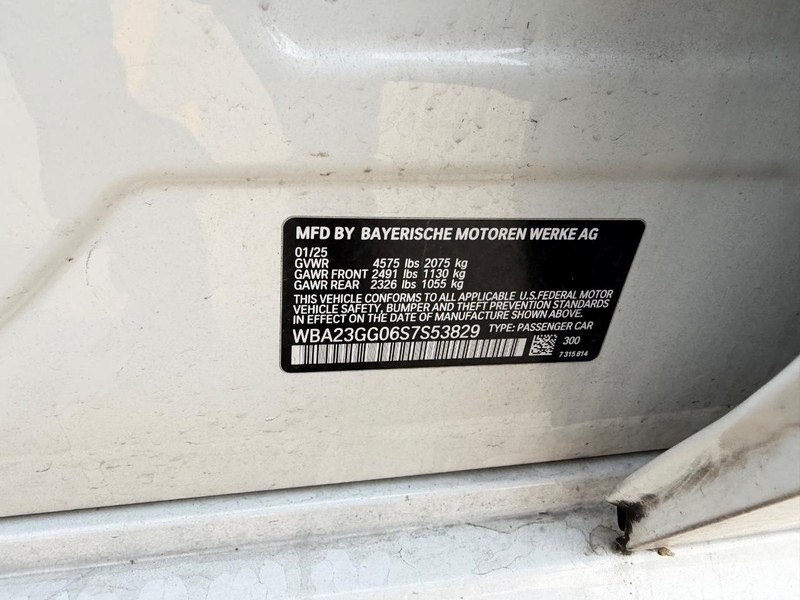 MFD BY BAYERISCHE MOTOREN WERKE AG
01/25
GVWR 4575 lbs 2075 kg
GAWR FRONT 2491 lbs 1130 kg
GAWR REAR 2326 lbs 1055 kg
THIS VEHICLE CONFORMS TO ALL APPLICABLE U.S.FEDERAL MOTOR
VEHICLE SAFETY, BUMPER AND THEFT PREVENTION STANDARDS
IN EFFECT ON THE DATE OF MANUFACTURE SHOWN ABOVE.
WBA23GG06S7S53829 TYPE: PASSENGER CAR
300
7 315 814